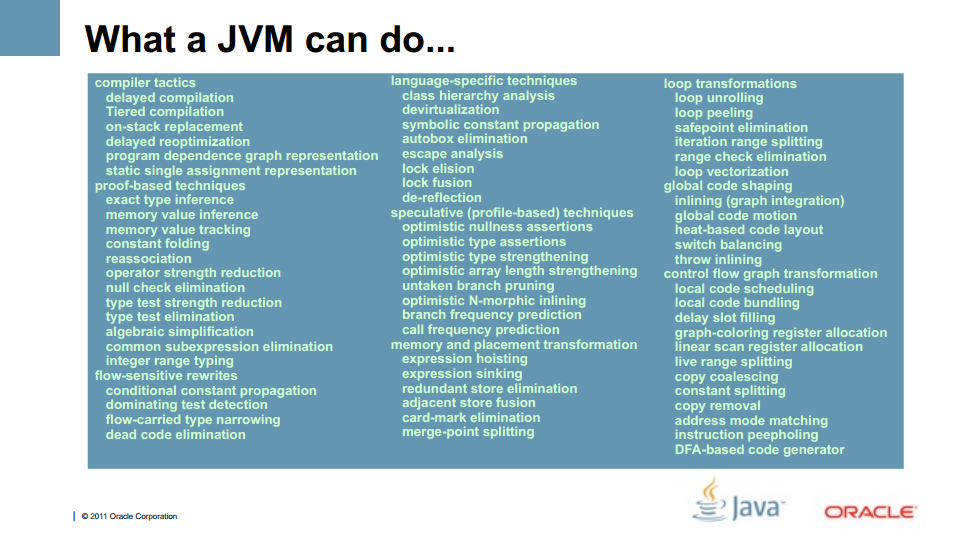 What a JVM can do...
compiler tactics
delayed compilation
Tiered compilation
on-stack replacement
delayed reoptimization
program dependence graph representation
static single assignment representation
proof-based techniques
exact type inference
memory value inference
memory value tracking
constant folding
reassociation
operator strength reduction
null check elimination
type test strength reduction
type test elimination
algebraic simplification
common subexpression elimination
integer range typing
flow-sensitive rewrites
conditional constant propagation
dominating test detection
flow-carried type narrowing
dead code elimination
language-specific techniques
class hierarchy analysis
devirtualization
symbolic constant propagation
autobox elimination
escape analysis
lock elision
lock fusion
de-reflection
speculative (profile-based) techniques
optimistic nullness assertions
optimistic type assertions
optimistic type strengthening
optimistic array length strengthening
untaken branch pruning
optimistic N-morphic inlining
branch frequency prediction
call frequency prediction
memory and placement transformation
expression hoisting
expression sinking
redundant store elimination
adjacent store fusion
card-mark elimination
merge-point splitting
loop transformations
loop unrolling
loop peeling
safepoint elimination
iteration range splitting
range check elimination
loop vectorization
global code shaping
inlining (graph integration)
global code motion
heat-based code layout
switch balancing
throw inlining
control flow graph transformation
local code scheduling
local code bundling
delay slot filling
graph-coloring register allocation
linear scan register allocation
live range splitting
copy coalescing
constant splitting
copy removal
address mode matching
instruction peepholing
DFA-based code generator
© 2011 Oracle Corporation
Java™
ORACLE®